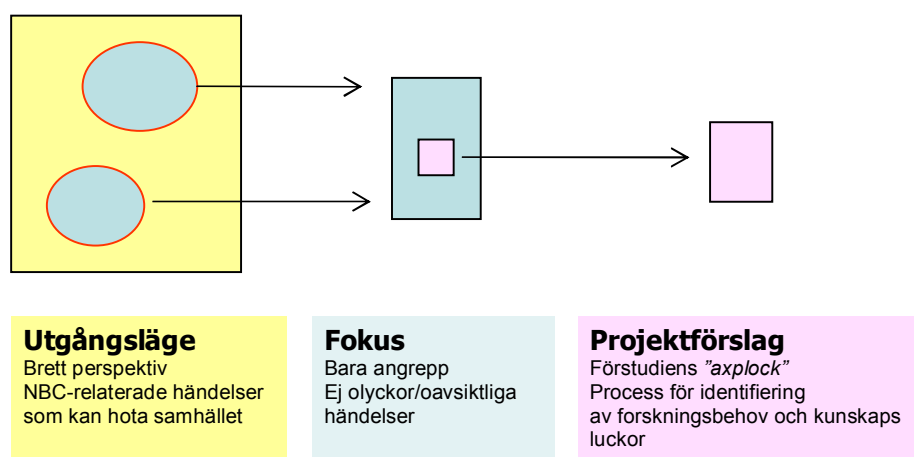 Utgångsläge
Brett perspektiv
NBC-relaterade händelser
som kan hota samhället
Fokus
Bara angrepp
Ej olyckor/oavsiktliga
händelser
Projektförslag
Förstudiens ”axplock”
Process för identifiering
av forskningsbehov och kunskaps
luckor